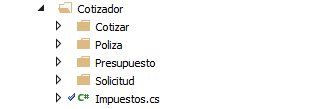 Cotizador
Cotizar
Poliza
Presupuesto
Solicitud
C# Impuestos.cs